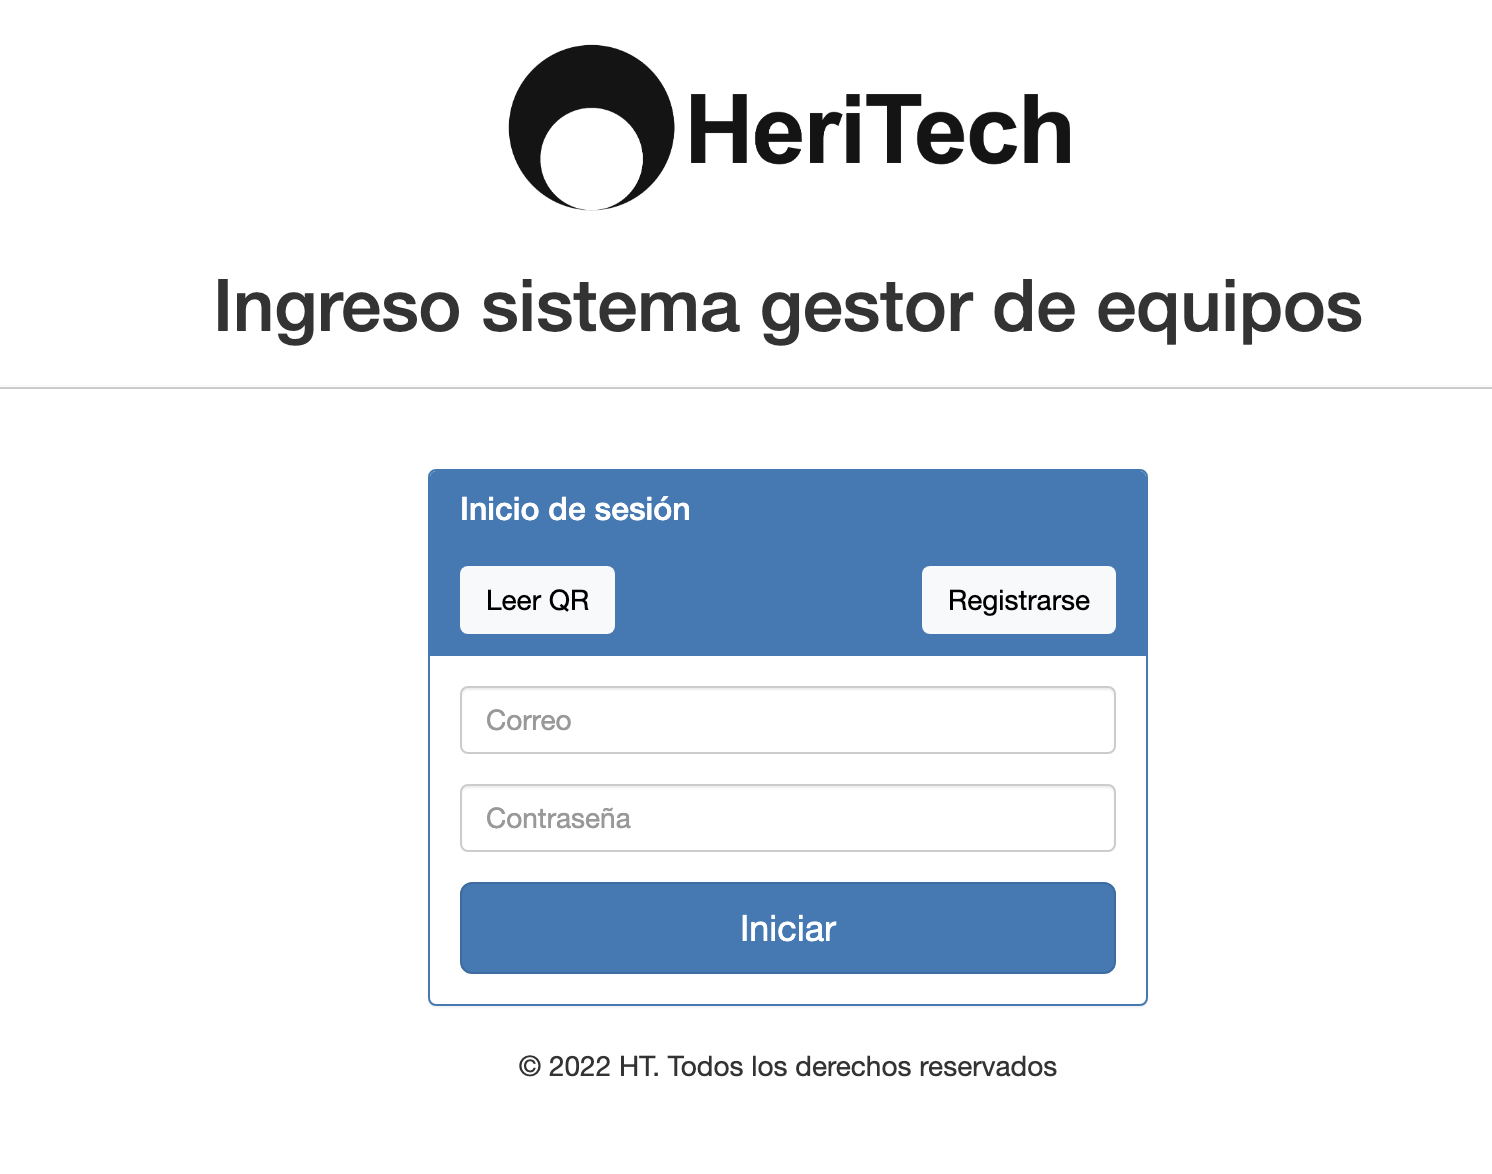 HeriTech
Ingreso sistema gestor de equipos
Inicio de sesión
Leer QR
Registrarse
Correo
Contraseña
Iniciar
© 2022 HT. Todos los derechos reservados